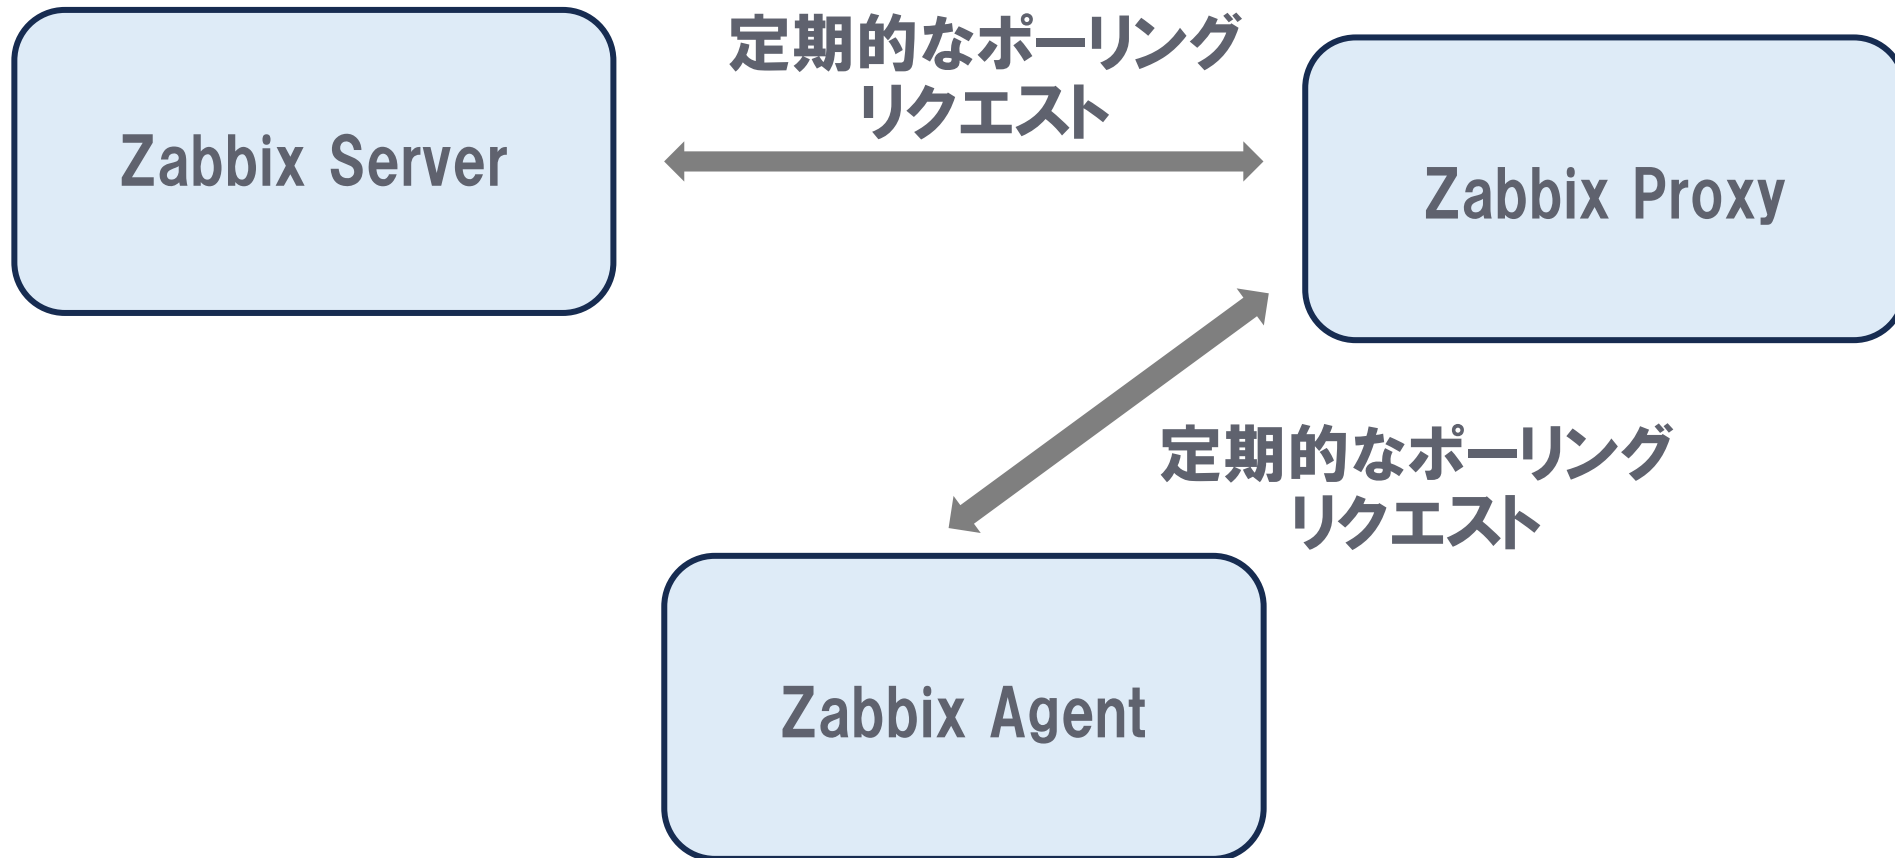 定期的なポーリング
リクエスト
Zabbix Server
Zabbix Proxy
定期的なポーリング
リクエスト
Zabbix Agent